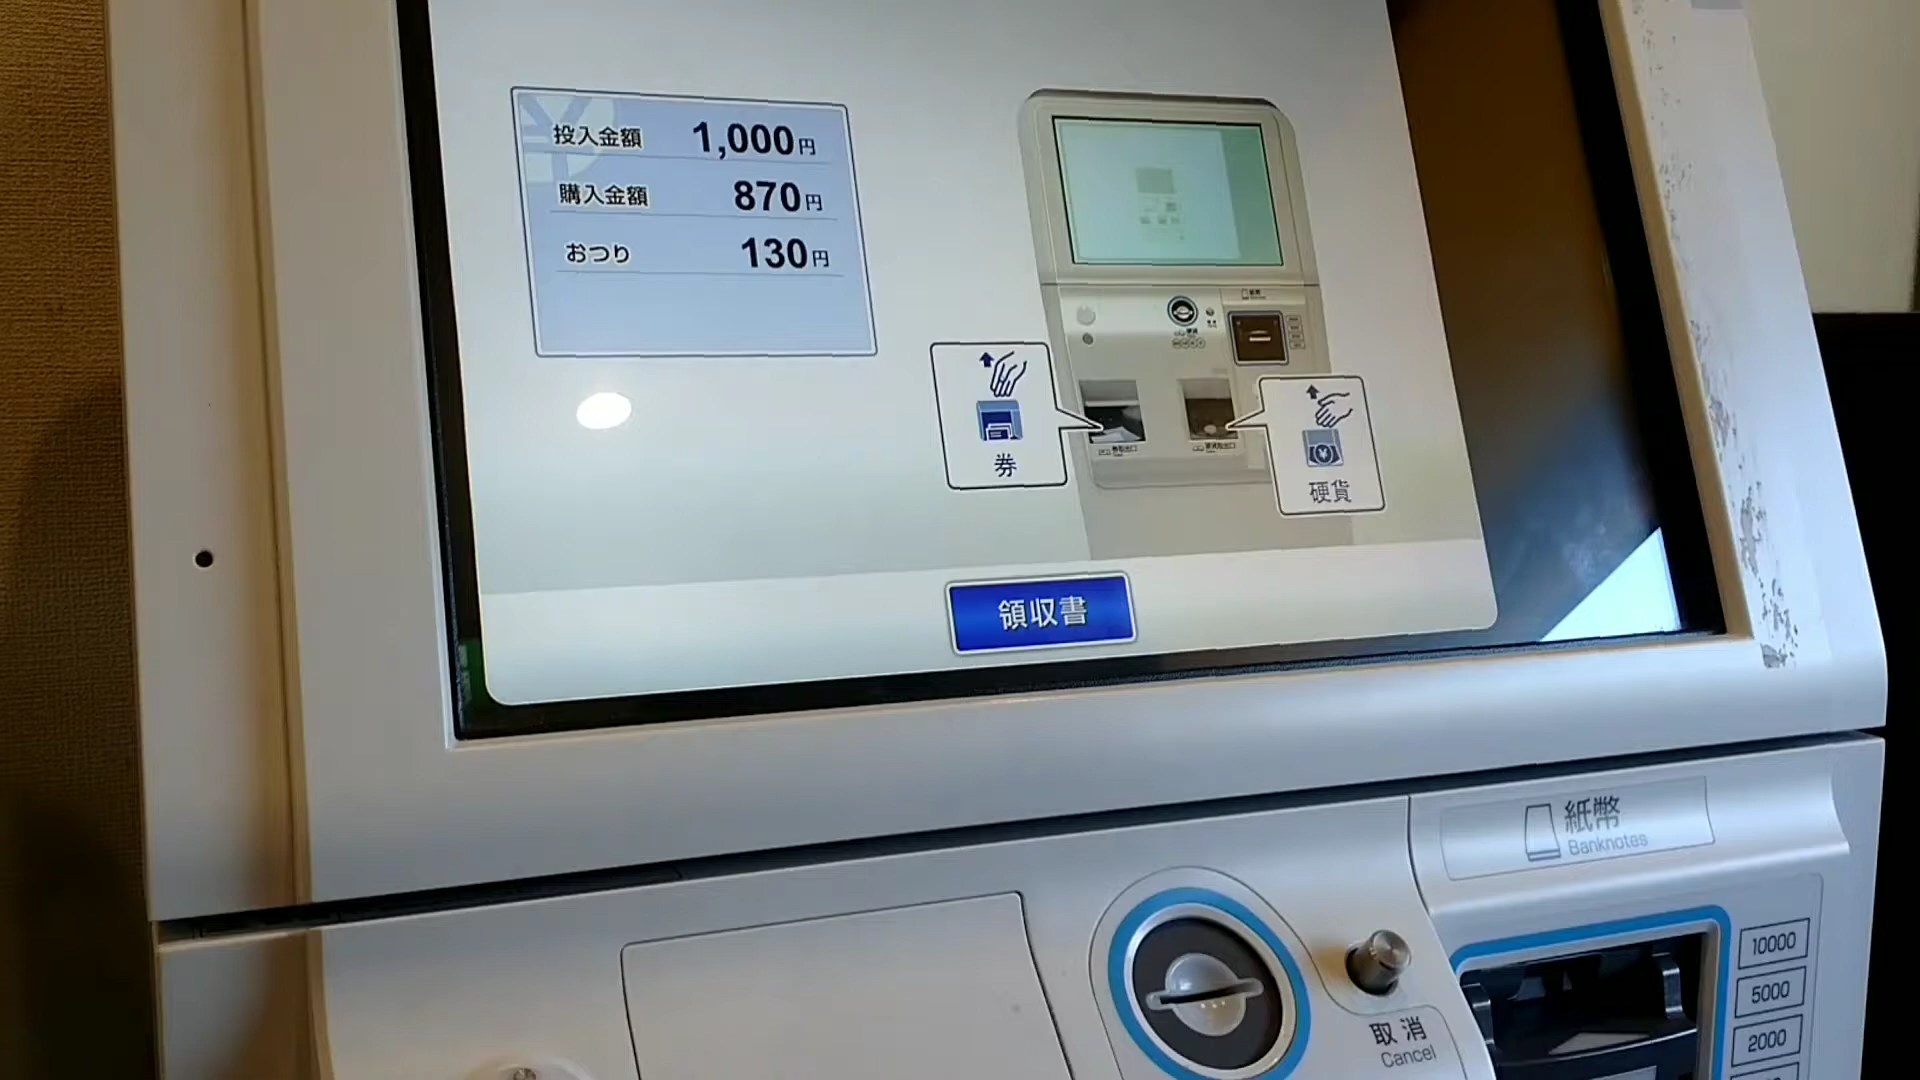 投入金額 1,000円
購入金額 870円
おつり 130円
券
硬貨
領収書
紙幣
Banknotes
10000
5000
2000
取消
Cancel